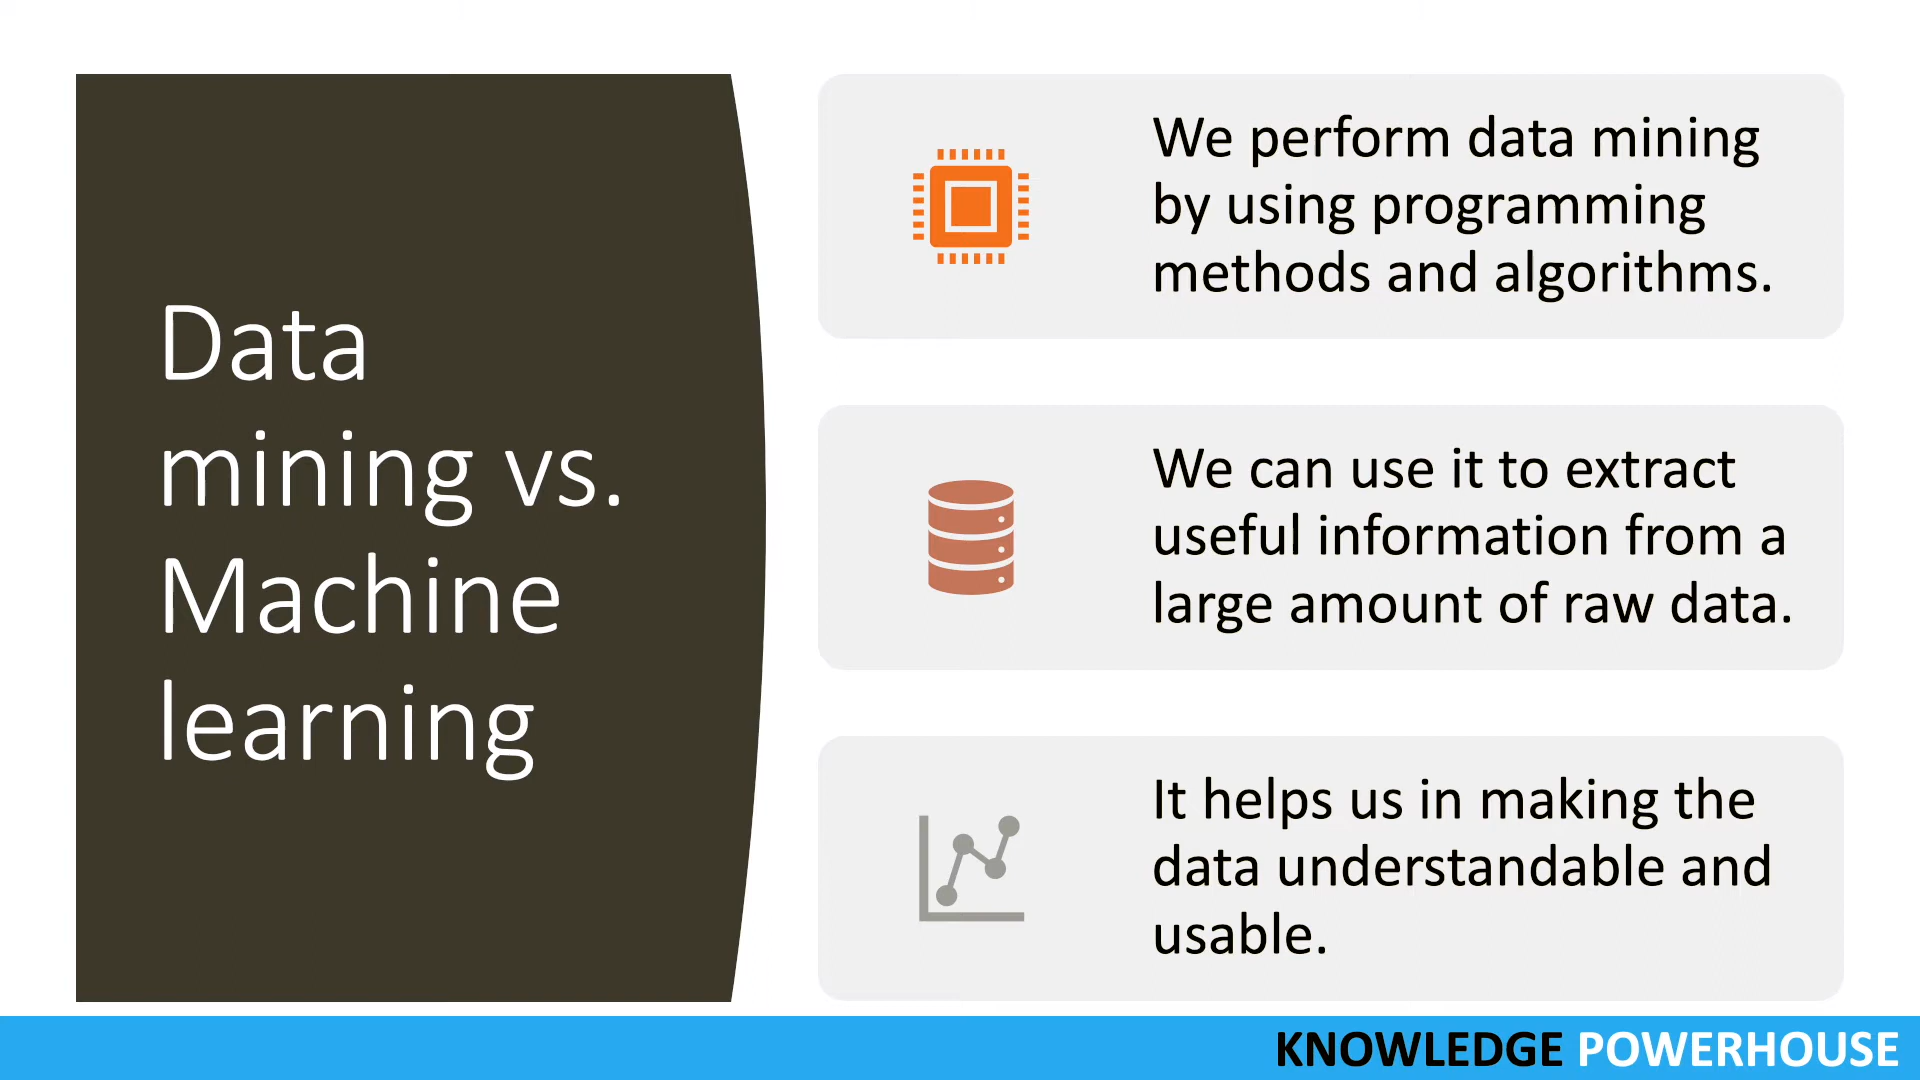 Data
mining vs.
Machine
learning
We perform data mining
by using programming
methods and algorithms.
We can use it to extract
useful information from a
large amount of raw data.
It helps us in making the
data understandable and
usable.
KNOWLEDGE POWERHOUSE